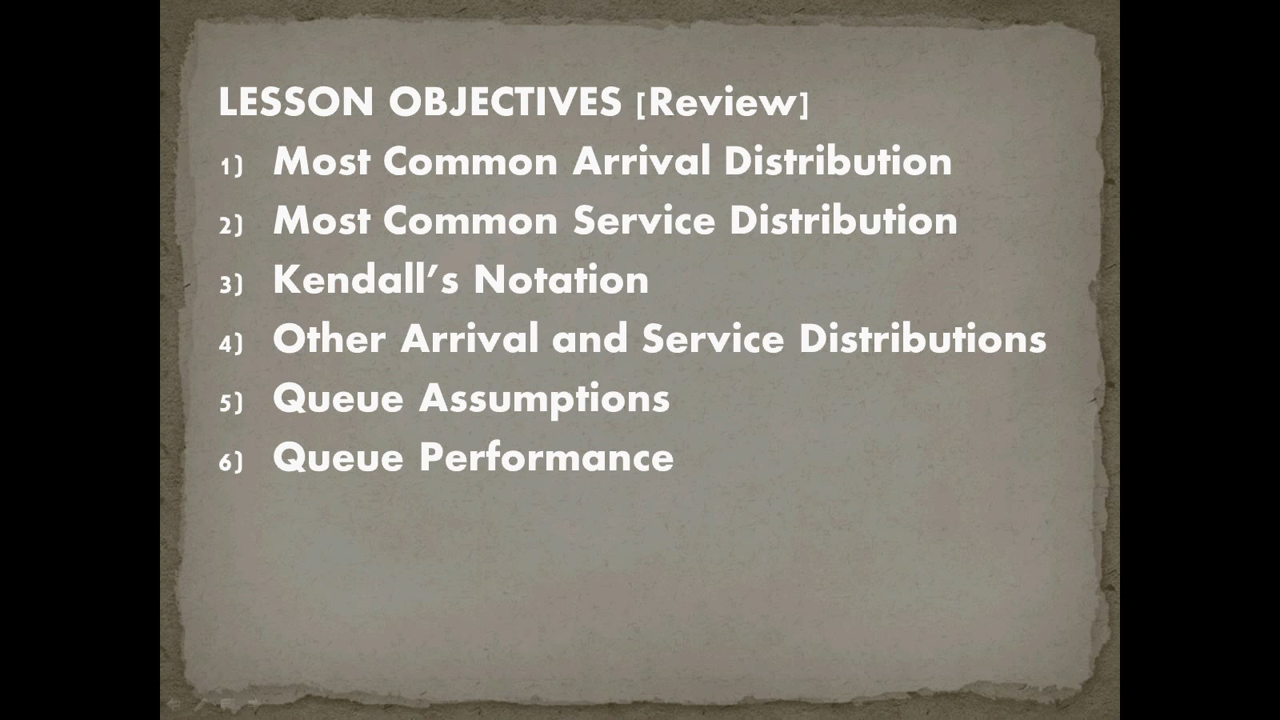 LESSON OBJECTIVES [Review]
1) Most Common Arrival Distribution
2) Most Common Service Distribution
3) Kendall’s Notation
4) Other Arrival and Service Distributions
5) Queue Assumptions
6) Queue Performance